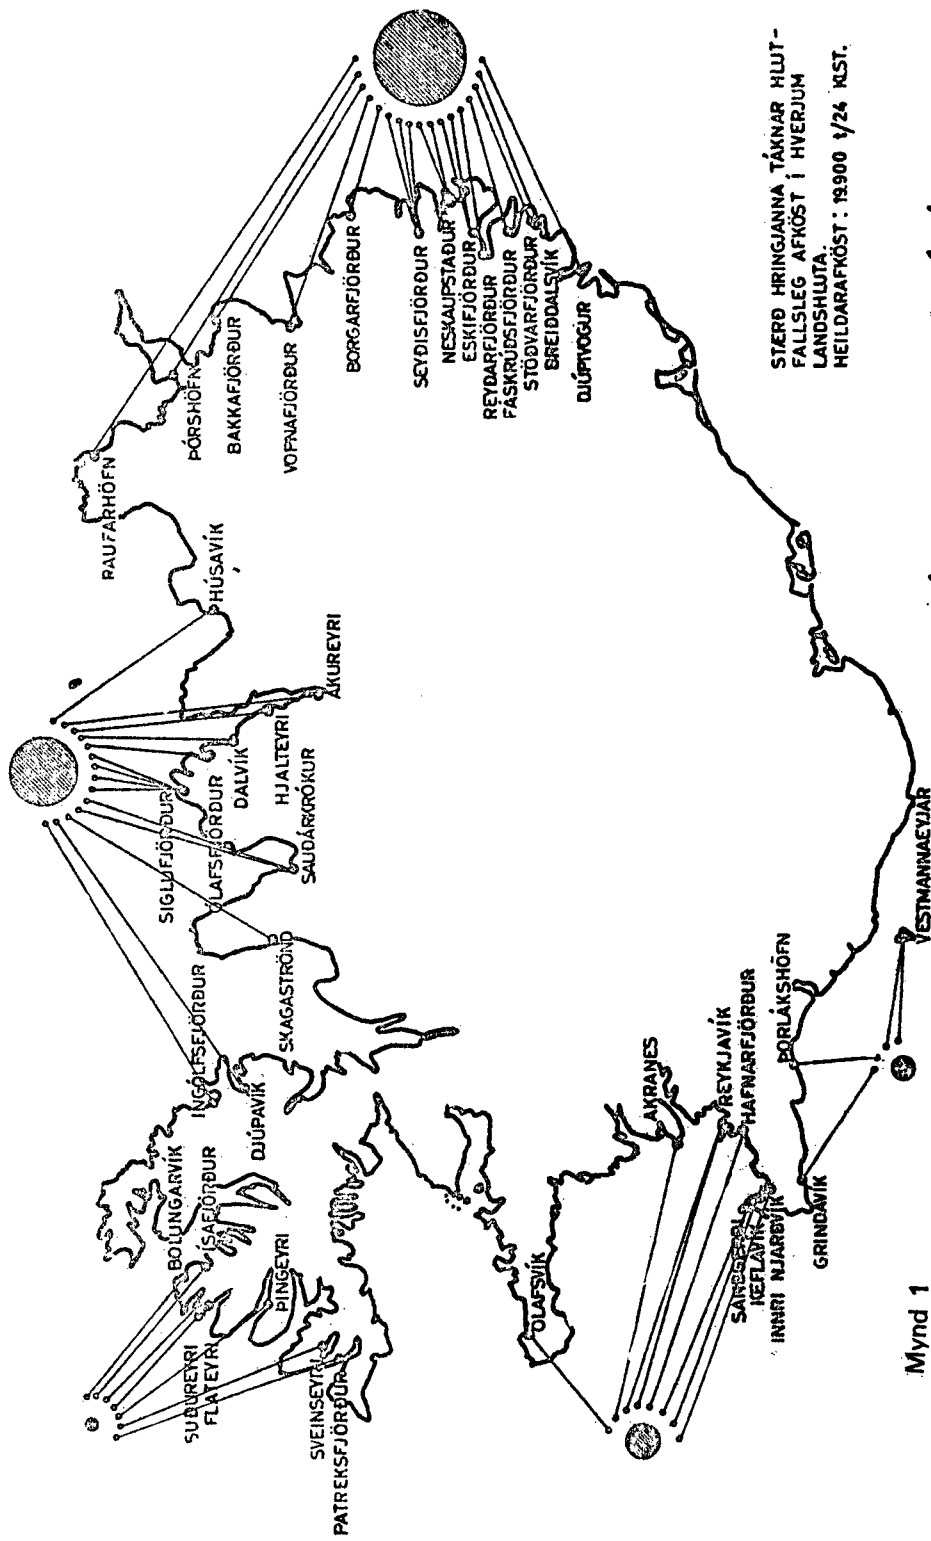 RAUFARHÖFN
ÞÓRSHÖFN
BAKKAFJÖRÐUR
VOPNAFJÖRÐUR
BORGARFJÖRÐUR
SEYÐISFJÖRÐUR
NESKAUPSTAÐUR
ESKIFJÖRÐUR
REYÐARFJÖRÐUR
FÁSKRÚÐSFJÖRÐUR
STÖÐVARFJÖRÐUR
BREIÐDALSVÍK
DJÚPIVOGUR
HÚSAVÍK
AKUREYRI
HJALTEYRI
DALVÍK
ÓLAFSFJÖRÐUR
SIGLUFJÖRÐUR
SAUÐÁRKRÓKUR
SKAGASTRÖND
INGÓLFSFJÖRÐUR
DJÚPAVÍK
BOLUNGARVÍK
ÍSAFJÖRÐUR
SUÐUREYRI
FLATEYRI
ÞINGEYRI
SVEINSEYRI
PATREKSFJÖRÐUR
ÓLAFSVÍK
AKRANES
REYKJAVÍK
HAFNARFJÖRÐUR
SANDGERÐI
KEFLAVÍK
INNRI NJARÐVÍK
GRINDAVÍK
ÞORLÁKSHÖFN
VESTMANNAEYJAR
STÆRÐ HRINGJANNA TÁKNAR HLUT-
FALLSLEG AFKÖST Í HVERJUM
LANDSHLUTA.
HEILDARAFKÖST: 19.900 t/24 KLST.
Mynd 1